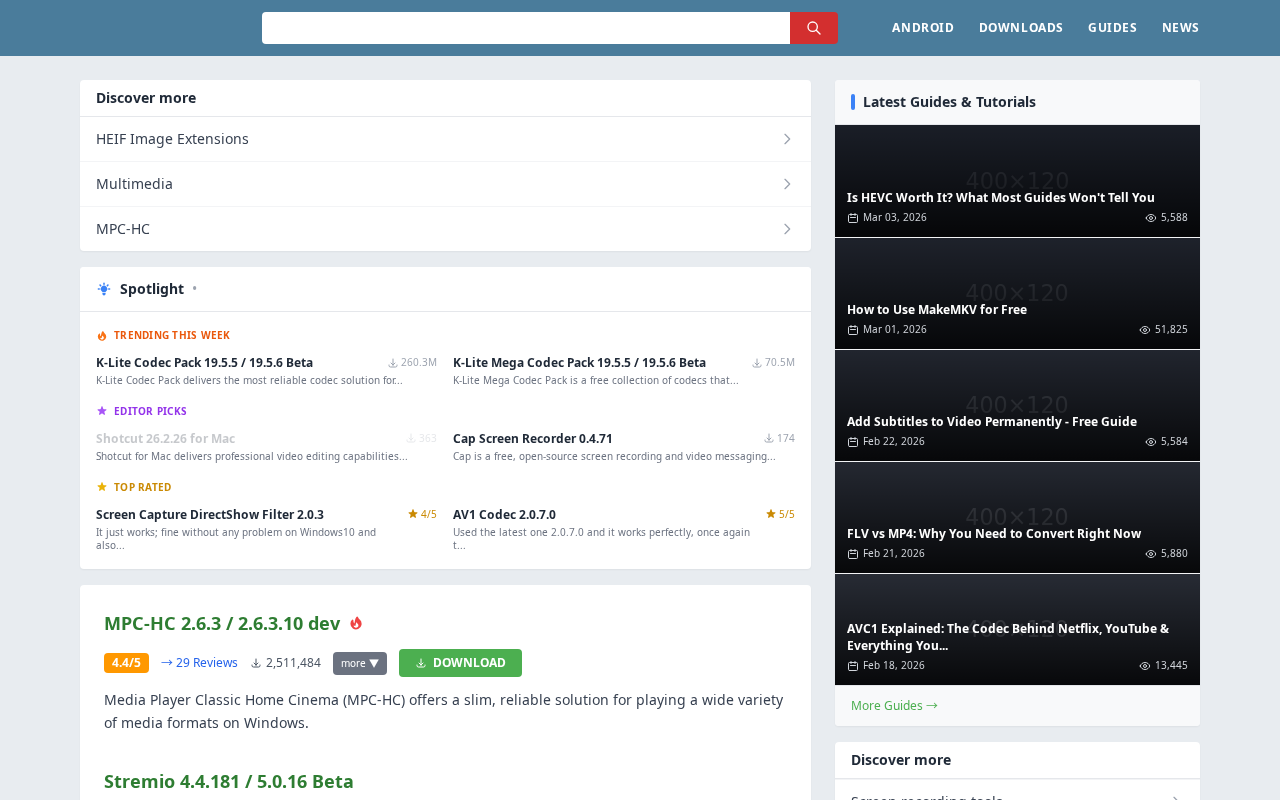 ANDROID DOWNLOADS GUIDES NEWS
Discover more
HEIF Image Extensions
Multimedia
MPC-HC
Spotlight •
TRENDING THIS WEEK
K-Lite Codec Pack 19.5.5 / 19.5.6 Beta 260.3M
K-Lite Codec Pack delivers the most reliable codec solution for...
K-Lite Mega Codec Pack 19.5.5 / 19.5.6 Beta 70.5M
K-Lite Mega Codec Pack is a free collection of codecs that...
EDITOR PICKS
Shotcut 26.2.26 for Mac 363
Shotcut for Mac delivers professional video editing capabilities...
Cap Screen Recorder 0.4.71 174
Cap is a free, open-source screen recording and video messaging...
TOP RATED
Screen Capture DirectShow Filter 2.0.3 4/5
It just works; fine without any problem on Windows10 and
also...
AV1 Codec 2.0.7.0 5/5
Used the latest one 2.0.7.0 and it works perfectly, once again
t...
MPC-HC 2.6.3 / 2.6.3.10 dev
4.4/5 → 29 Reviews 2,511,484 more ▼ DOWNLOAD
Media Player Classic Home Cinema (MPC-HC) offers a slim, reliable solution for playing a wide variety
of media formats on Windows.
Stremio 4.4.181 / 5.0.16 Beta
Latest Guides & Tutorials
400×120
Is HEVC Worth It? What Most Guides Won't Tell You
Mar 03, 2026 5,588
400×120
How to Use MakeMKV for Free
Mar 01, 2026 51,825
400×120
Add Subtitles to Video Permanently - Free Guide
Feb 22, 2026 5,584
400×120
FLV vs MP4: Why You Need to Convert Right Now
Feb 21, 2026 5,880
400×120
AVC1 Explained: The Codec Behind Netflix, YouTube &
Everything You...
Feb 18, 2026 13,445
More Guides →
Discover more
Screen recording tools